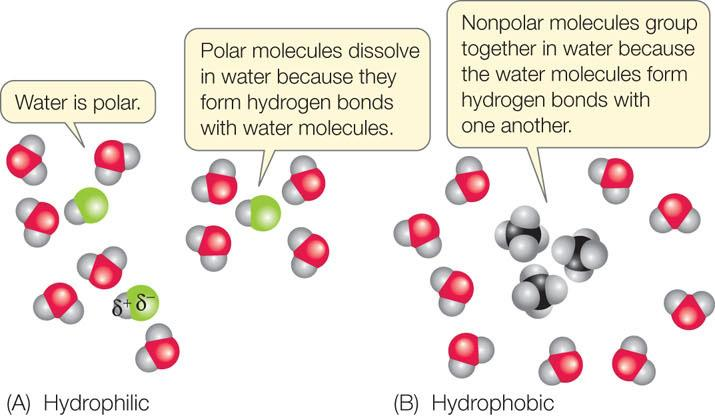 Water is polar.
Polar molecules dissolve
in water because they
form hydrogen bonds
with water molecules.
Nonpolar molecules group
together in water because
the water molecules form
hydrogen bonds with
one another.
δ+ δ−
(A) Hydrophilic
(B) Hydrophobic